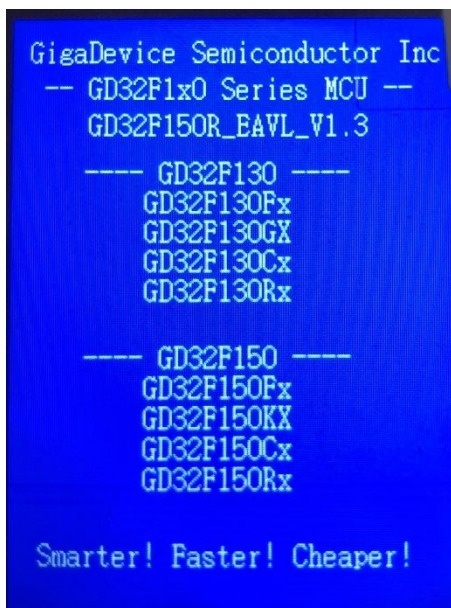 GigaDevice Semiconductor Inc
-- GD32F1x0 Series MCU --
GD32F150R_EAVL_V1.3
---- GD32F130 ----
GD32F130Fx
GD32F130GX
GD32F130Cx
GD32F130Rx
---- GD32F150 ----
GD32F150Fx
GD32F150KX
GD32F150Cx
GD32F150Rx
Smarter! Faster! Cheaper!